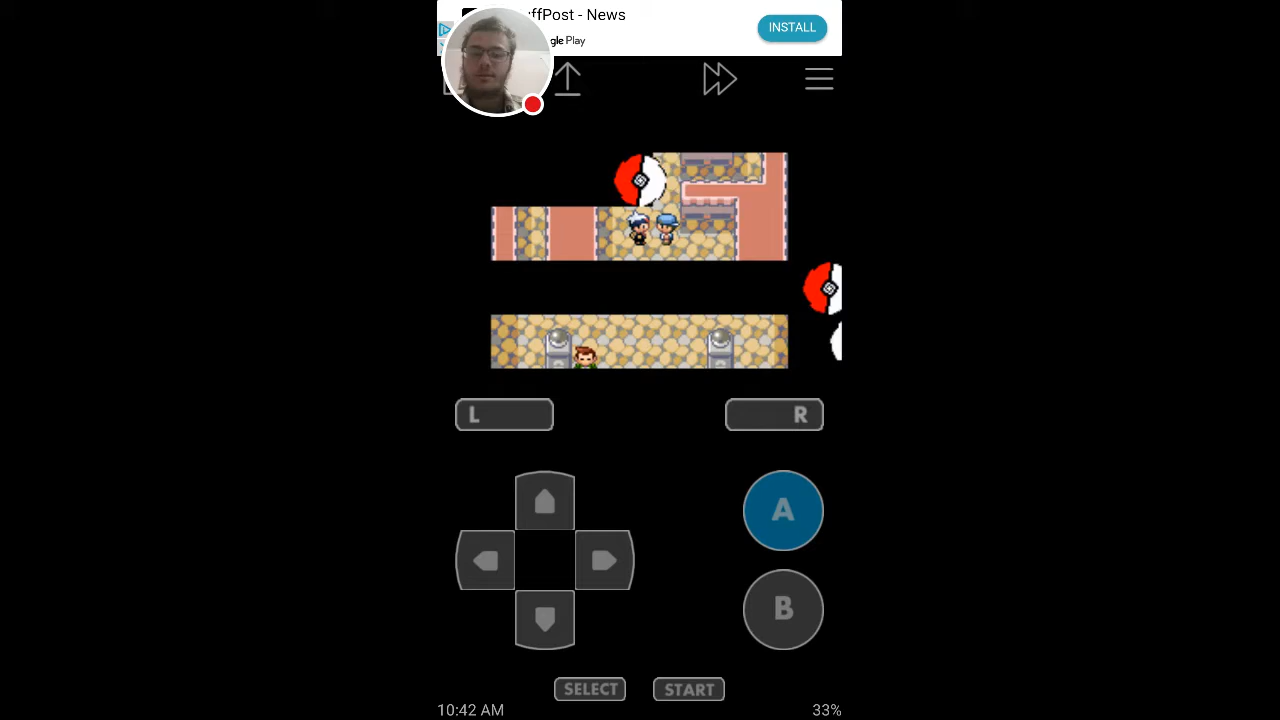 ffPost - News
INSTALL
gle Play
L
R
A
B
SELECT
START
10:42 AM
33%